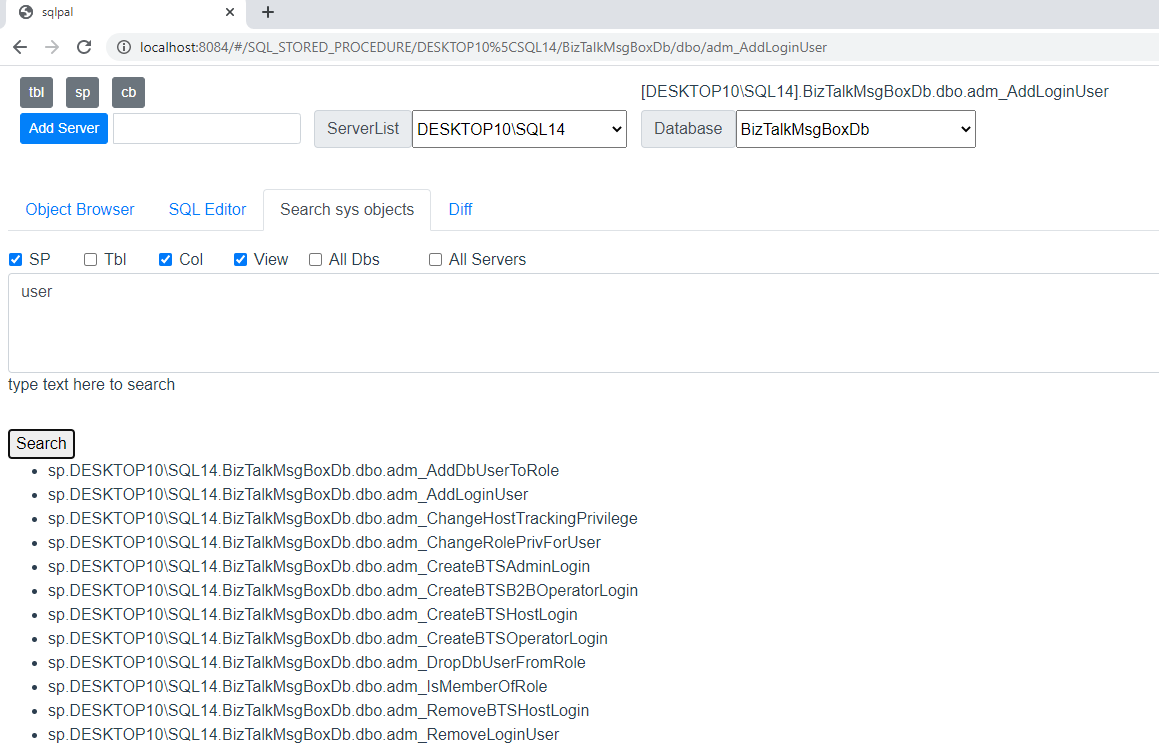 sqlpal
localhost:8084/#/SQL_STORED_PROCEDURE/DESKTOP10%5CSQL14/BizTalkMsgBoxDb/dbo/adm_AddLoginUser
tbl sp cb [DESKTOP10\SQL14].BizTalkMsgBoxDb.dbo.adm_AddLoginUser
Add Server ServerList DESKTOP10\SQL14 Database BizTalkMsgBoxDb
Object Browser SQL Editor Search sys objects Diff
SP Tbl Col View All Dbs All Servers
user
type text here to search
Search
sp.DESKTOP10\SQL14.BizTalkMsgBoxDb.dbo.adm_AddDbUserToRole
sp.DESKTOP10\SQL14.BizTalkMsgBoxDb.dbo.adm_AddLoginUser
sp.DESKTOP10\SQL14.BizTalkMsgBoxDb.dbo.adm_ChangeHostTrackingPrivilege
sp.DESKTOP10\SQL14.BizTalkMsgBoxDb.dbo.adm_ChangeRolePrivForUser
sp.DESKTOP10\SQL14.BizTalkMsgBoxDb.dbo.adm_CreateBTSAdminLogin
sp.DESKTOP10\SQL14.BizTalkMsgBoxDb.dbo.adm_CreateBTSB2BOperatorLogin
sp.DESKTOP10\SQL14.BizTalkMsgBoxDb.dbo.adm_CreateBTSHostLogin
sp.DESKTOP10\SQL14.BizTalkMsgBoxDb.dbo.adm_CreateBTSOperatorLogin
sp.DESKTOP10\SQL14.BizTalkMsgBoxDb.dbo.adm_DropDbUserFromRole
sp.DESKTOP10\SQL14.BizTalkMsgBoxDb.dbo.adm_IsMemberOfRole
sp.DESKTOP10\SQL14.BizTalkMsgBoxDb.dbo.adm_RemoveBTSHostLogin
sp.DESKTOP10\SQL14.BizTalkMsgBoxDb.dbo.adm_RemoveLoginUser